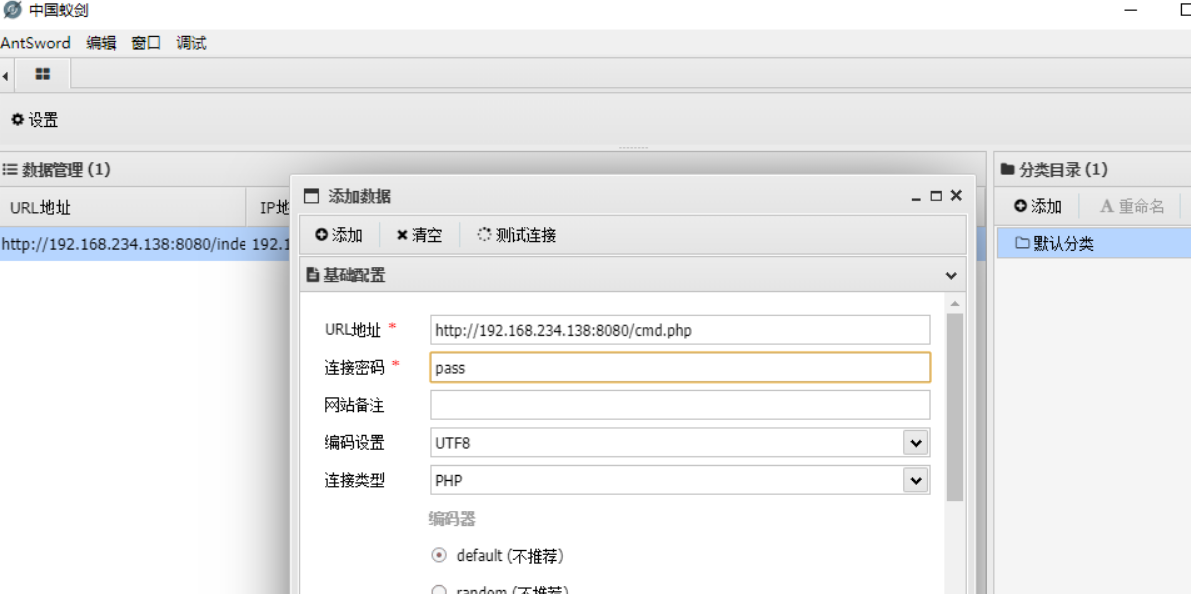 中国蚁剑
AntSword 编辑 窗口 调试
设置
数据管理 (1)
URL地址 IP地
http://192.168.234.138:8080/inde 192.1
添加数据
添加 清空 测试连接
基础配置
URL地址 * http://192.168.234.138:8080/cmd.php
连接密码 * pass
网站备注
编码设置 UTF8
连接类型 PHP
编码器
default (不推荐)
random (不推荐)
分类目录 (1)
添加 重命名
默认分类